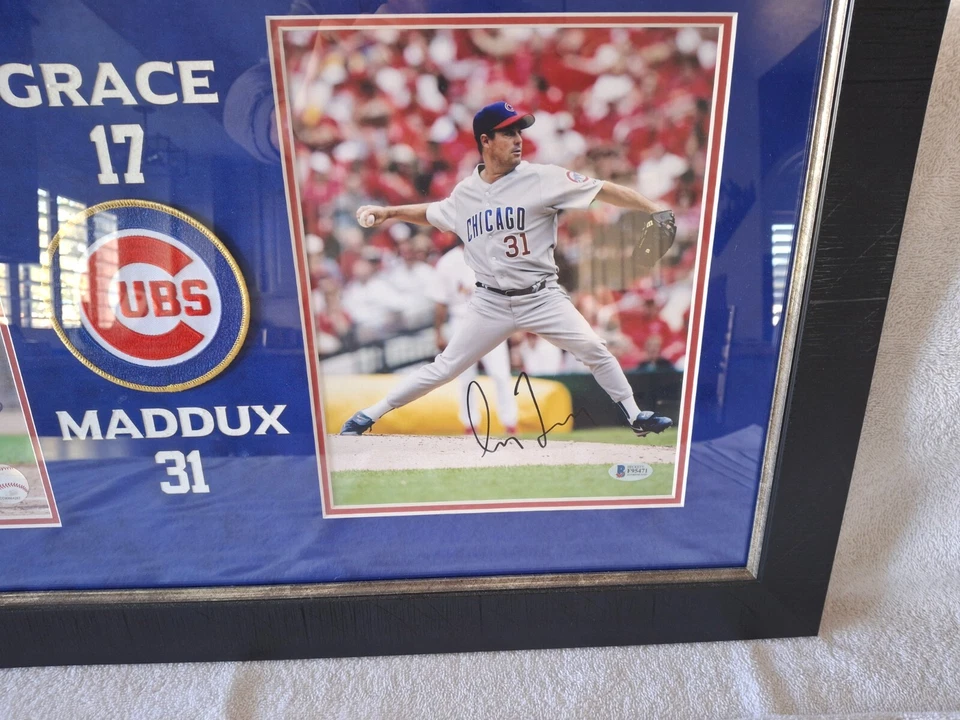 GRACE
17
CUBS
MADDUX
31
CHICAGO
31